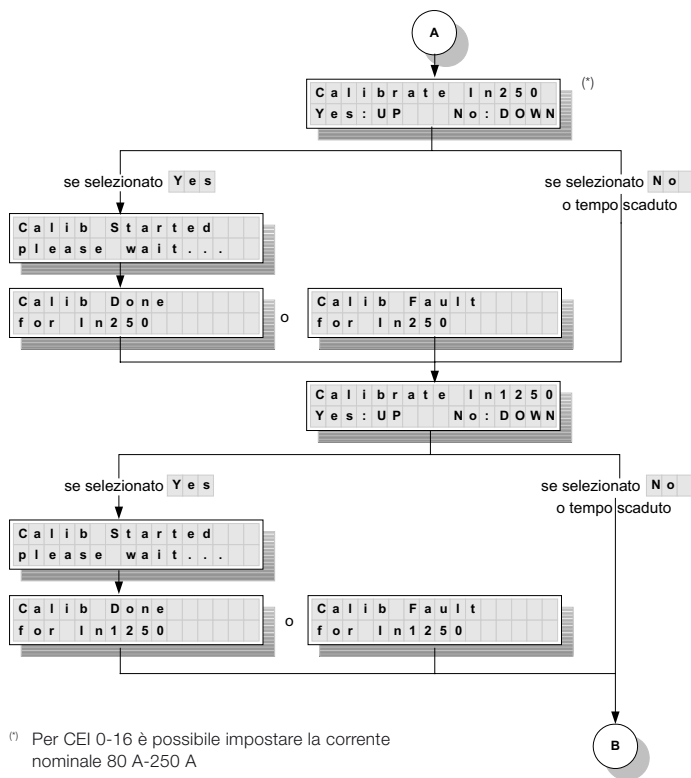 A
Calibrate In250
Yes:UP No:DOWN
(*)
se selezionato Yes
se selezionato No
o tempo scaduto
Calib Started
please wait...
Calib Done
for In250
o
Calib Fault
for In250
Calibrate In1250
Yes:UP No:DOWN
se selezionato Yes
se selezionato No
o tempo scaduto
Calib Started
please wait...
Calib Done
for In1250
o
Calib Fault
for In1250
(*) Per CEI 0-16 è possibile impostare la corrente
nominale 80 A-250 A
B